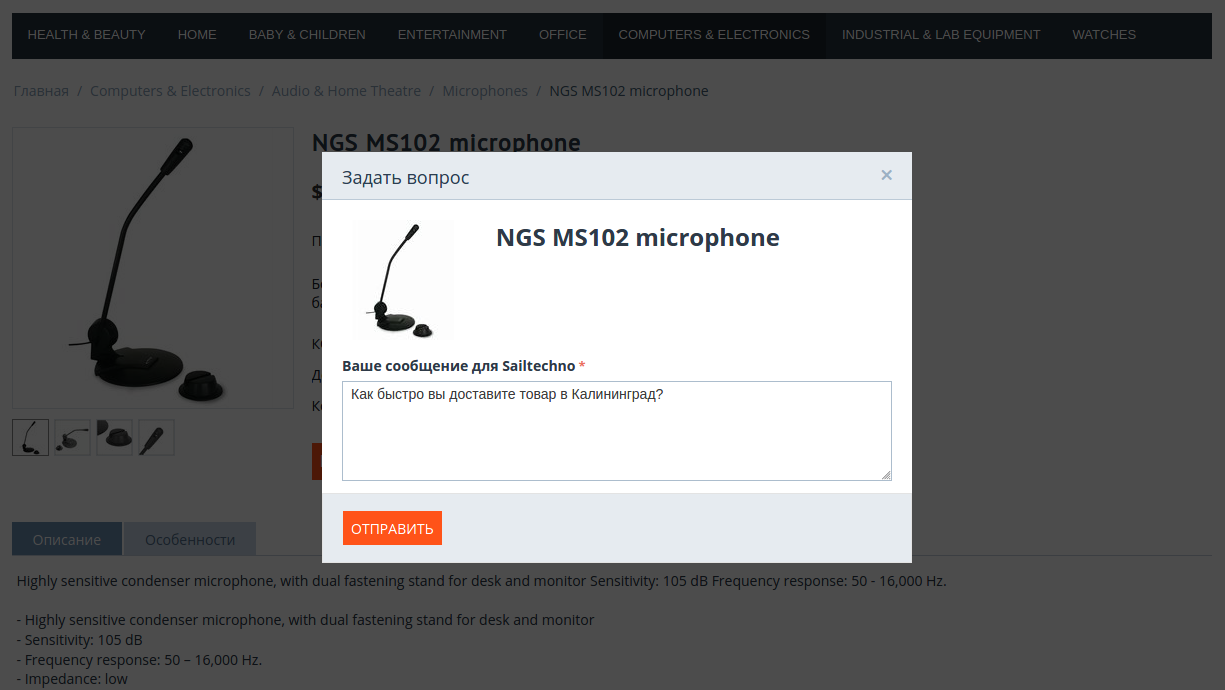 HEALTH & BEAUTY HOME BABY & CHILDREN ENTERTAINMENT OFFICE COMPUTERS & ELECTRONICS INDUSTRIAL & LAB EQUIPMENT WATCHES
Главная / Computers & Electronics / Audio & Home Theatre / Microphones / NGS MS102 microphone
NGS MS102 microphone
$
Задать вопрос ×
NGS MS102 microphone
Ваше сообщение для Sailtechno *
Как быстро вы доставите товар в Калининград?
ОТПРАВИТЬ
Описание Особенности
Highly sensitive condenser microphone, with dual fastening stand for desk and monitor Sensitivity: 105 dB Frequency response: 50 - 16,000 Hz.
- Highly sensitive condenser microphone, with dual fastening stand for desk and monitor
- Sensitivity: 105 dB
- Frequency response: 50 – 16,000 Hz.
- Impedance: low